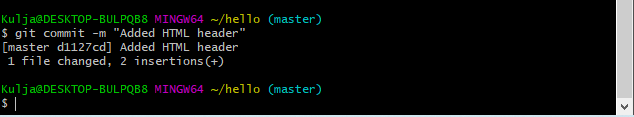 Kulja@DESKTOP-BULPQB8 MINGW64 ~/hello (master)
$ git commit -m "Added HTML header"
[master d1127cd] Added HTML header
 1 file changed, 2 insertions(+)
Kulja@DESKTOP-BULPQB8 MINGW64 ~/hello (master)
$